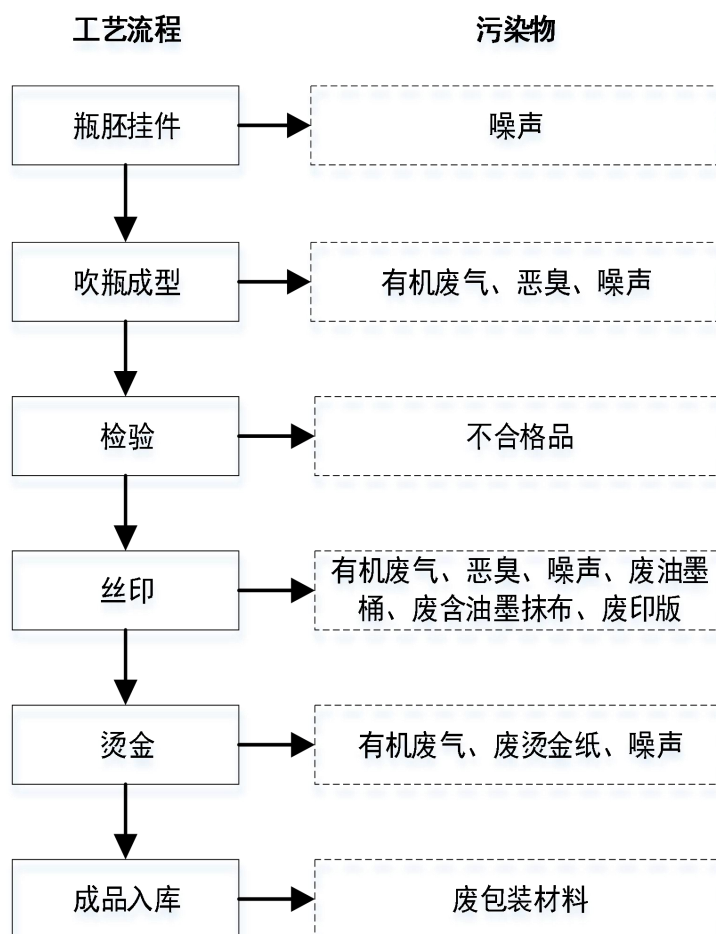 工艺流程 污染物
瓶胚挂件 噪声
吹瓶成型 有机废气、恶臭、噪声
检验 不合格品
丝印 有机废气、恶臭、噪声、废油墨
桶、废含油墨抹布、废印版
烫金 有机废气、废烫金纸、噪声
成品入库 废包装材料